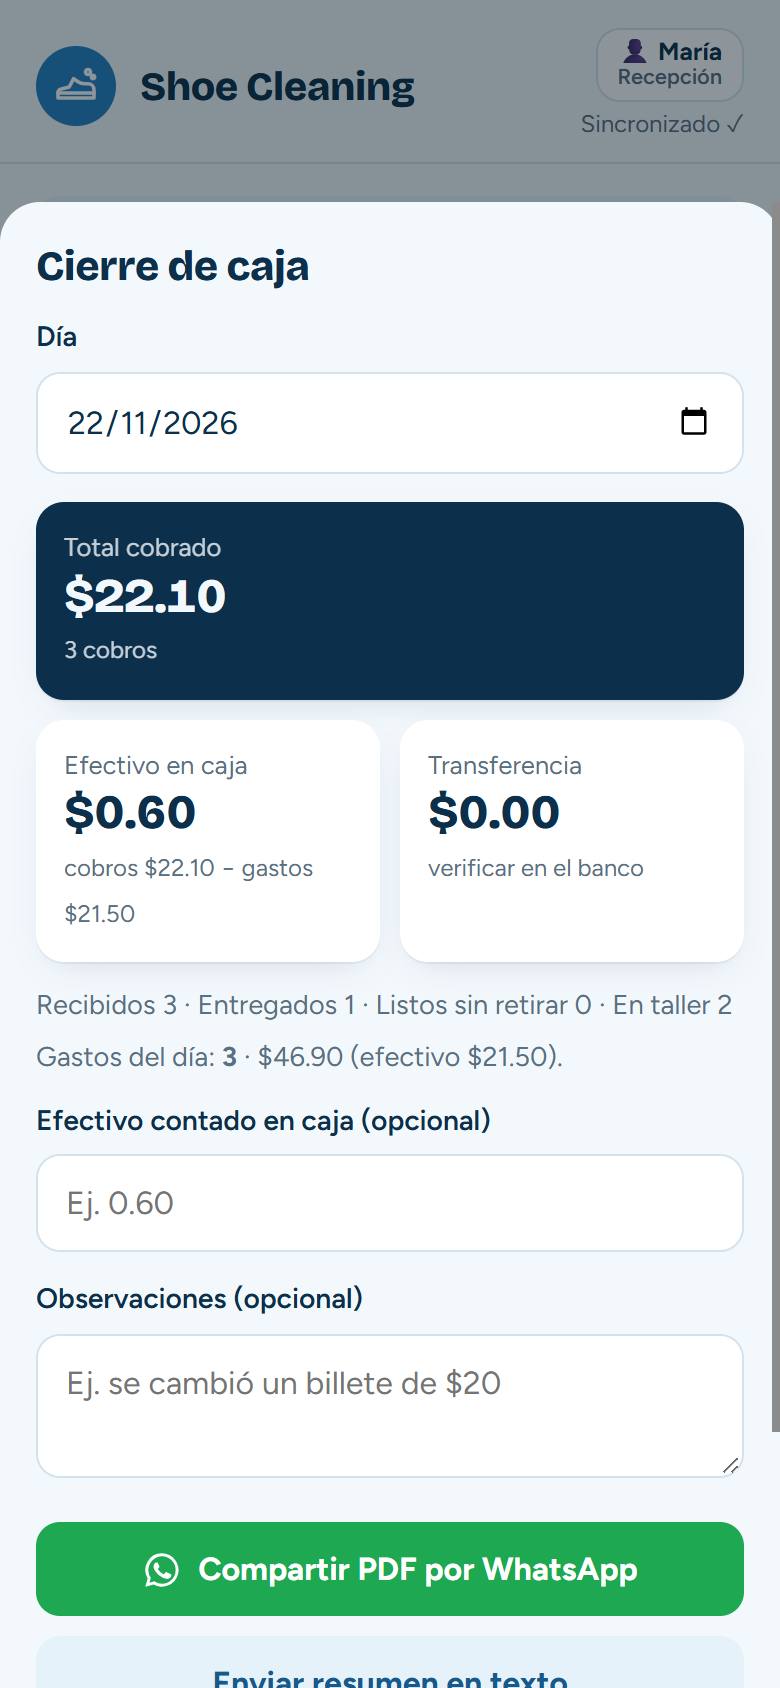 Shoe Cleaning
María
Recepción
Sincronizado ✓
Cierre de caja
Día
22/11/2026
Total cobrado
$22.10
3 cobros
Efectivo en caja
$0.60
cobros $22.10 − gastos
$21.50
Transferencia
$0.00
verificar en el banco
Recibidos 3 · Entregados 1 · Listos sin retirar 0 · En taller 2
Gastos del día: 3 · $46.90 (efectivo $21.50).
Efectivo contado en caja (opcional)
Ej. 0.60
Observaciones (opcional)
Ej. se cambió un billete de $20
Compartir PDF por WhatsApp
Enviar resumen en texto